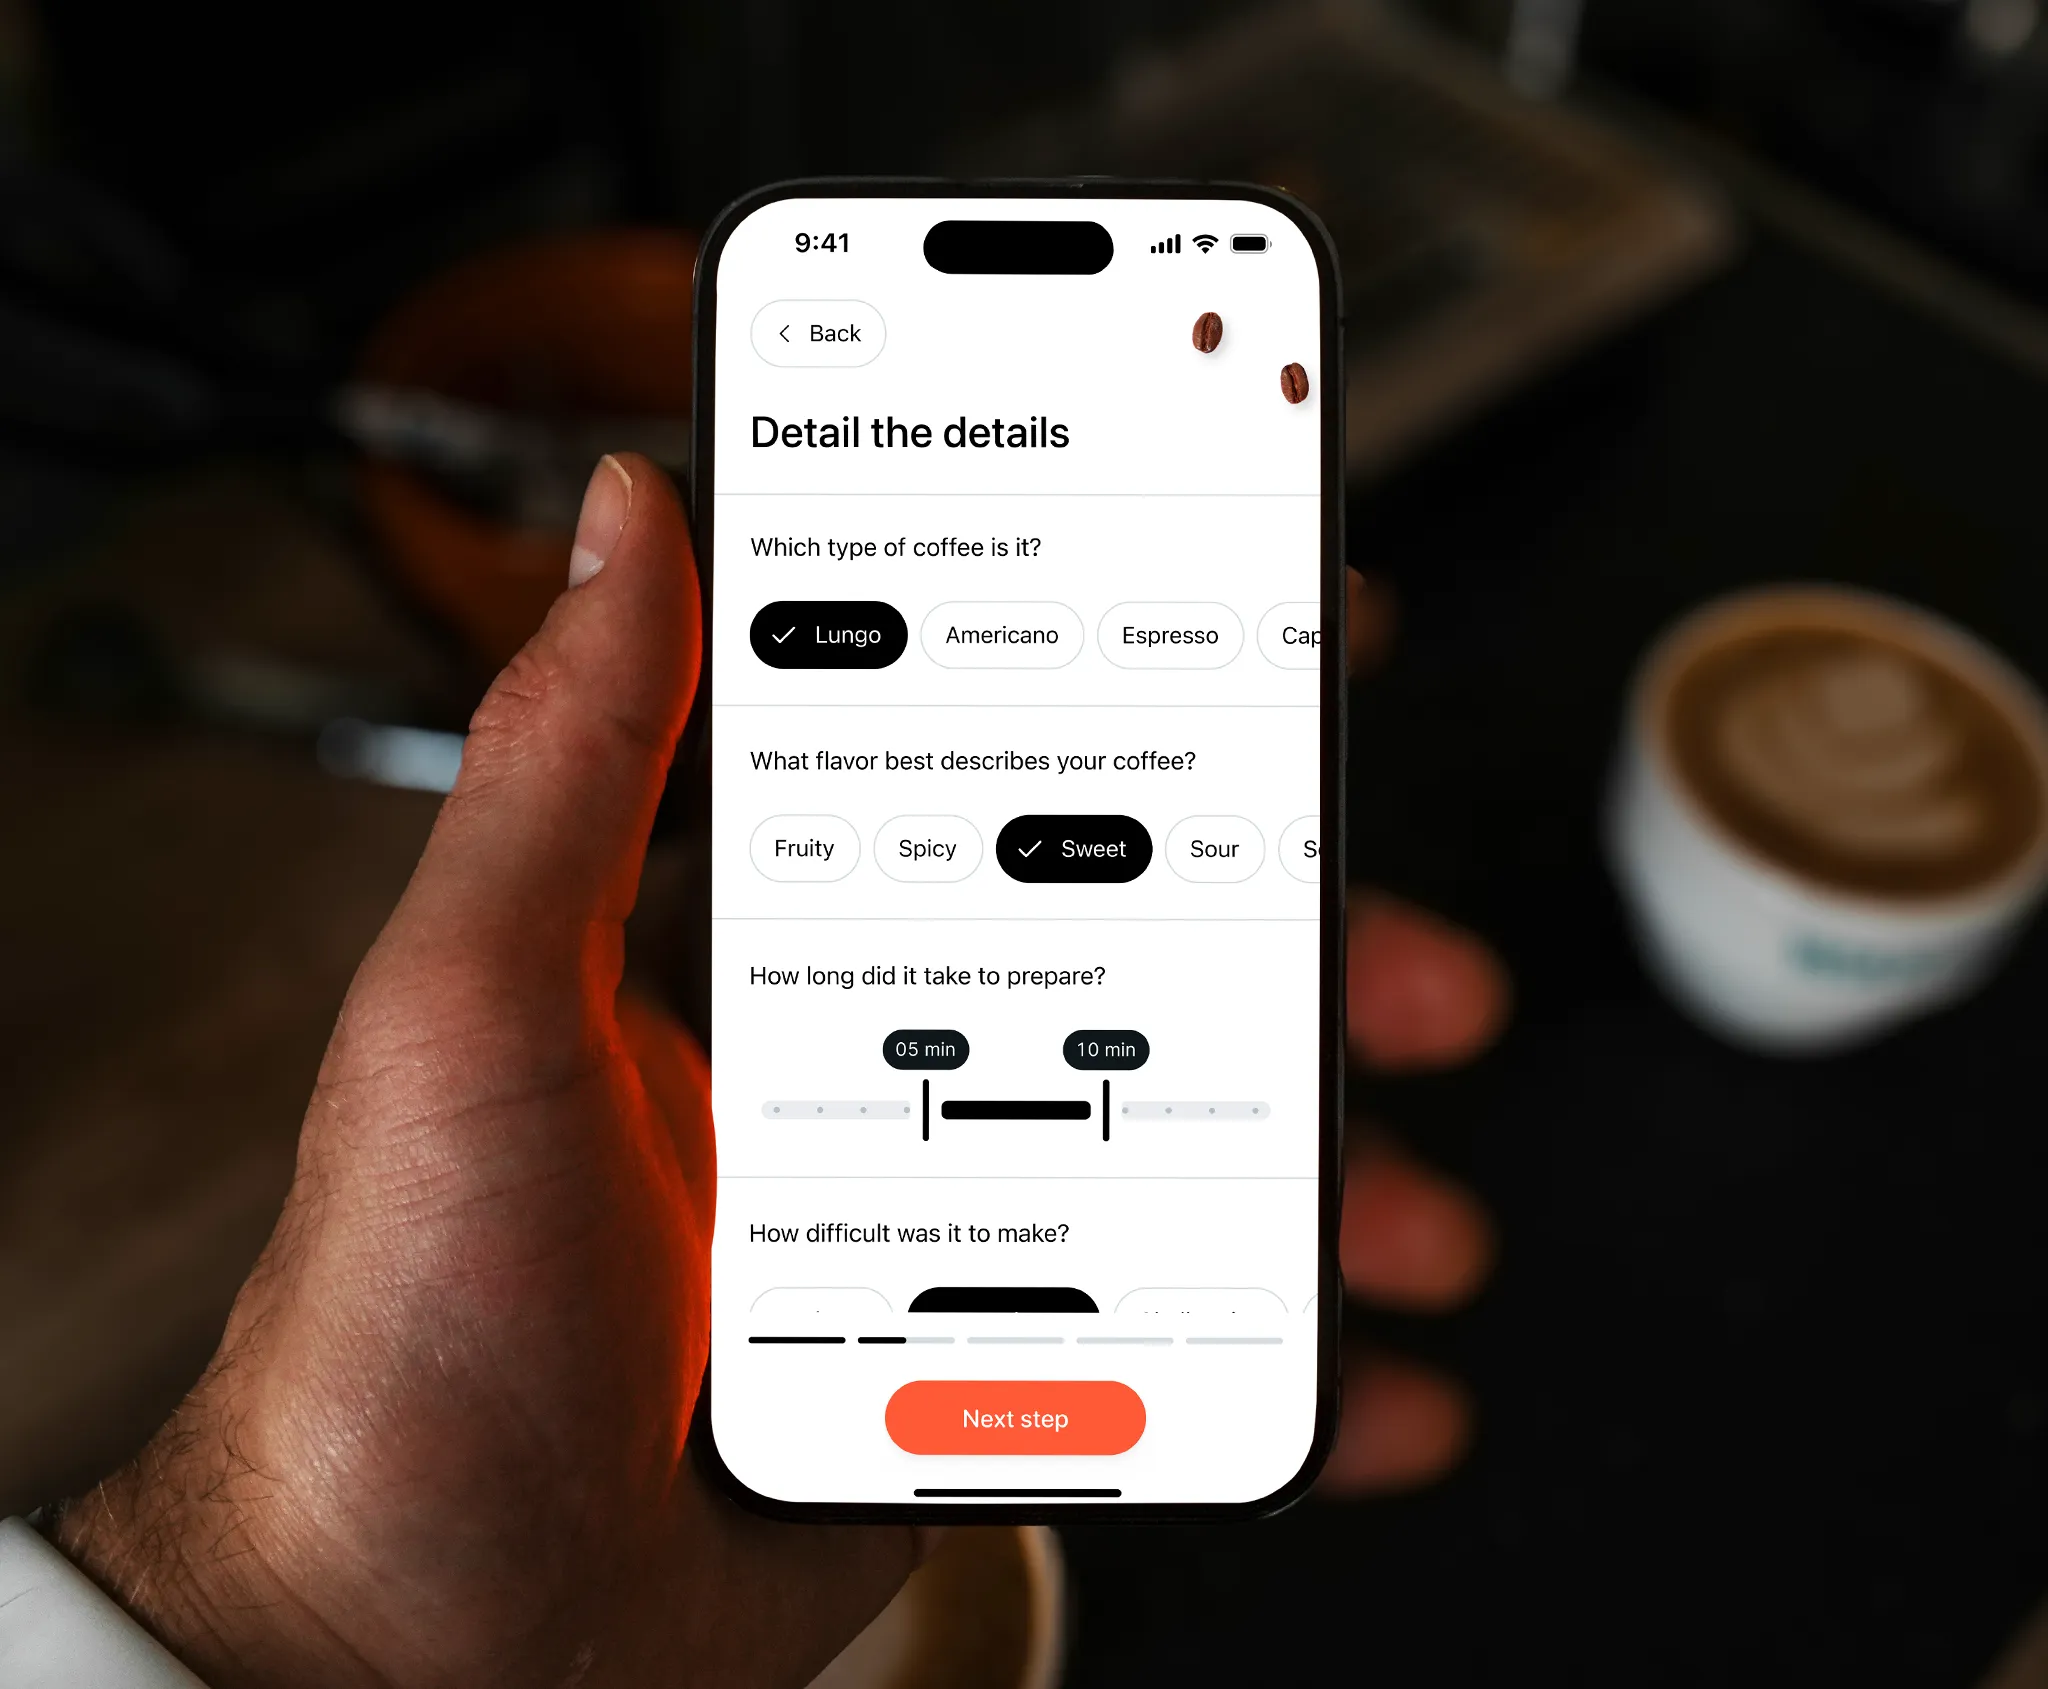 9:41
Back
Detail the details
Which type of coffee is it?
Lungo Americano Espresso Cap
What flavor best describes your coffee?
Fruity Spicy Sweet Sour
How long did it take to prepare?
05 min 10 min
How difficult was it to make?
Next step